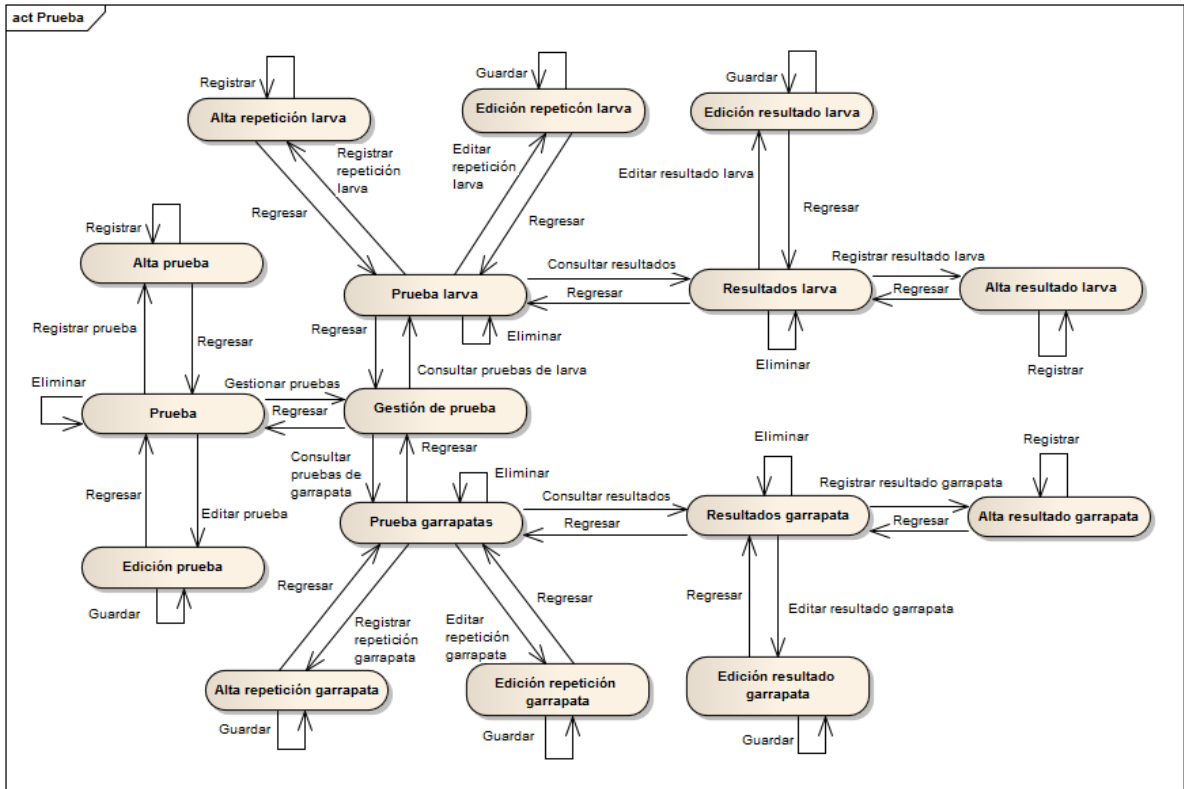 act Prueba
Registrar
Alta repetición larva
Guardar
Edición repeticón larva
Guardar
Edición resultado larva
Registrar
repetición
larva
Editar
repetición
larva
Editar resultado larva
Regresar
Regresar
Regresar
Registrar
Alta prueba
Prueba larva
Consultar resultados
Regresar
Resultados larva
Registrar resultado larva
Regresar
Alta resultado larva
Registrar prueba
Regresar
Regresar
Eliminar
Eliminar
Registrar
Consultar pruebas de larva
Eliminar
Prueba
Gestionar pruebas
Regresar
Gestión de prueba
Regresar
Consultar
pruebas de
garrapata
Regresar
Eliminar
Eliminar
Registrar
Editar prueba
Prueba garrapatas
Consultar resultados
Regresar
Resultados garrapata
Registrar resultado garrapata
Regresar
Alta resultado garrapata
Edición prueba
Guardar
Regresar
Registrar
repetición
garrapata
Editar
repetición
garrapata
Regresar
Regresar
Editar resultado garrapata
Alta repetición garrapata
Guardar
Edición repetición
garrapata
Guardar
Edición resultado
garrapata
Guardar